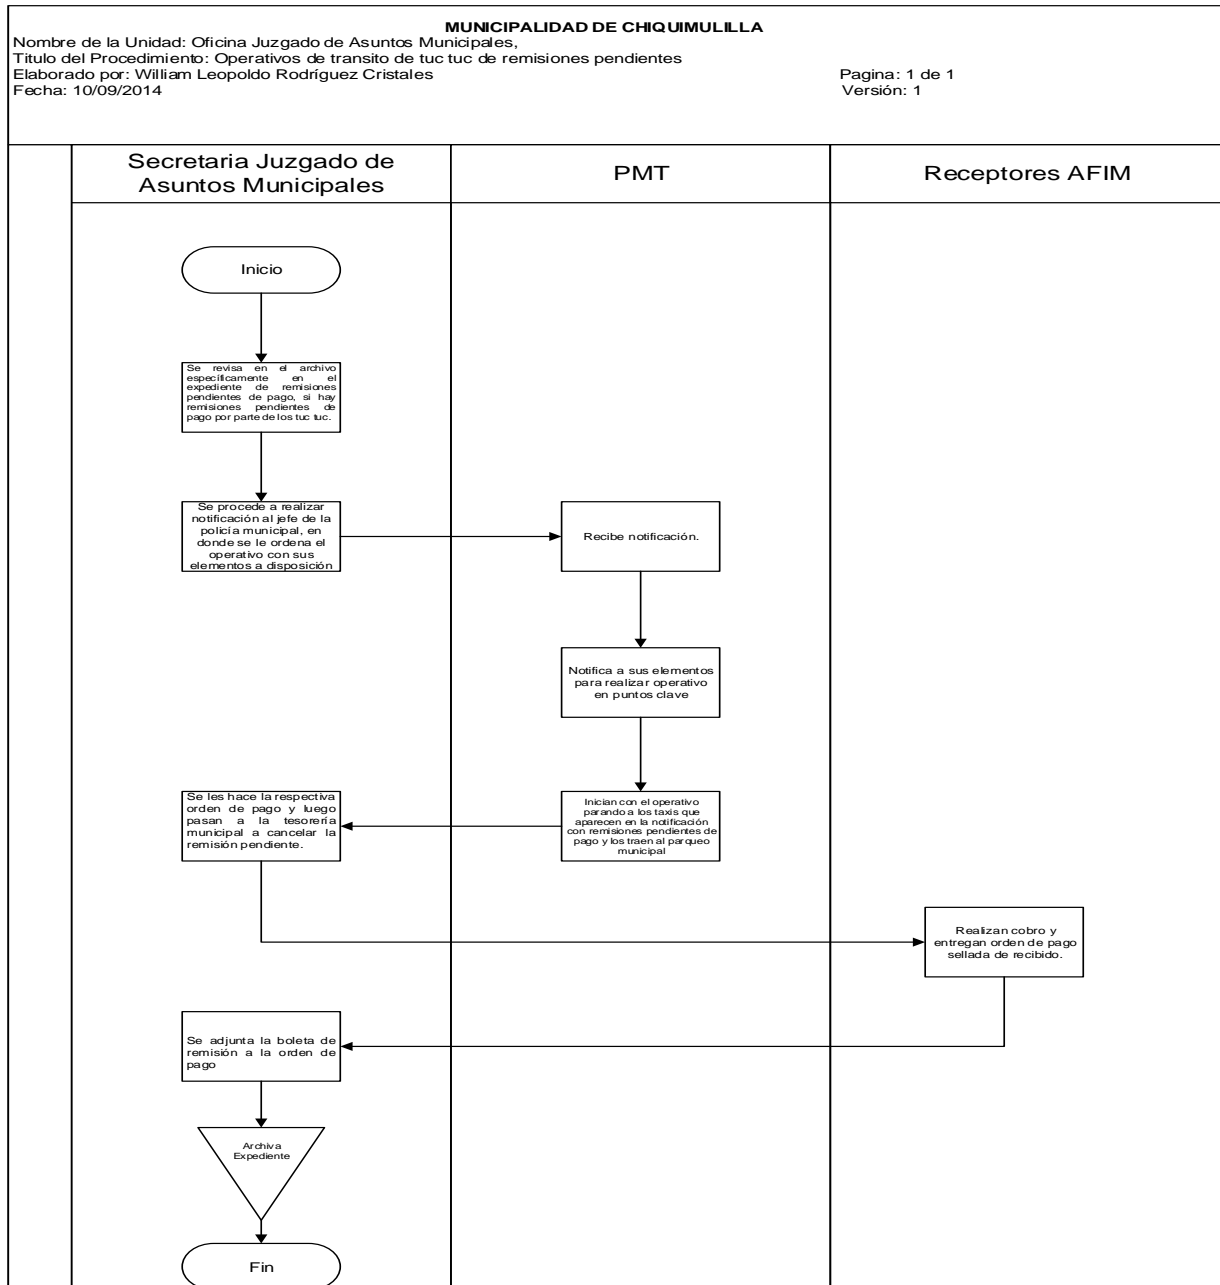 MUNICIPALIDAD DE CHIQUIMULILLA
Nombre de la Unidad: Oficina Juzgado de Asuntos Municipales,
Titulo del Procedimiento: Operativos de transito de tuc tuc de remisiones pendientes
Elaborado por: William Leopoldo Rodríguez Cristales
Pagina: 1 de 1
Fecha: 10/09/2014
Versión: 1
Secretaria Juzgado de
Asuntos Municipales
PMT
Receptores AFIM
Inicio
Se revisa en el archivo
específicamente en el
expediente de remisiones
pendientes de pago, si hay
remisiones pendientes de
pago por parte de los tuc tuc.
Se procede a realizar
notificación al jefe de la
policía municipal, en
donde se le ordena el
operativo con sus
elementos a disposición
Recibe notificación.
Notifica a sus elementos
para realizar operativo
en puntos clave
Inician con el operativo
parando a los taxis que
aparecen en la notificación
con remisiones pendientes de
pago y los traen al parqueo
municipal
Se les hace la respectiva
orden de pago y luego
pasan a la tesorería
municipal a cancelar la
remisión pendiente.
Realizan cobro y
entregan orden de pago
sellada de recibido.
Se adjunta la boleta de
remisión a la orden de
pago
Archiva
Expediente
Fin